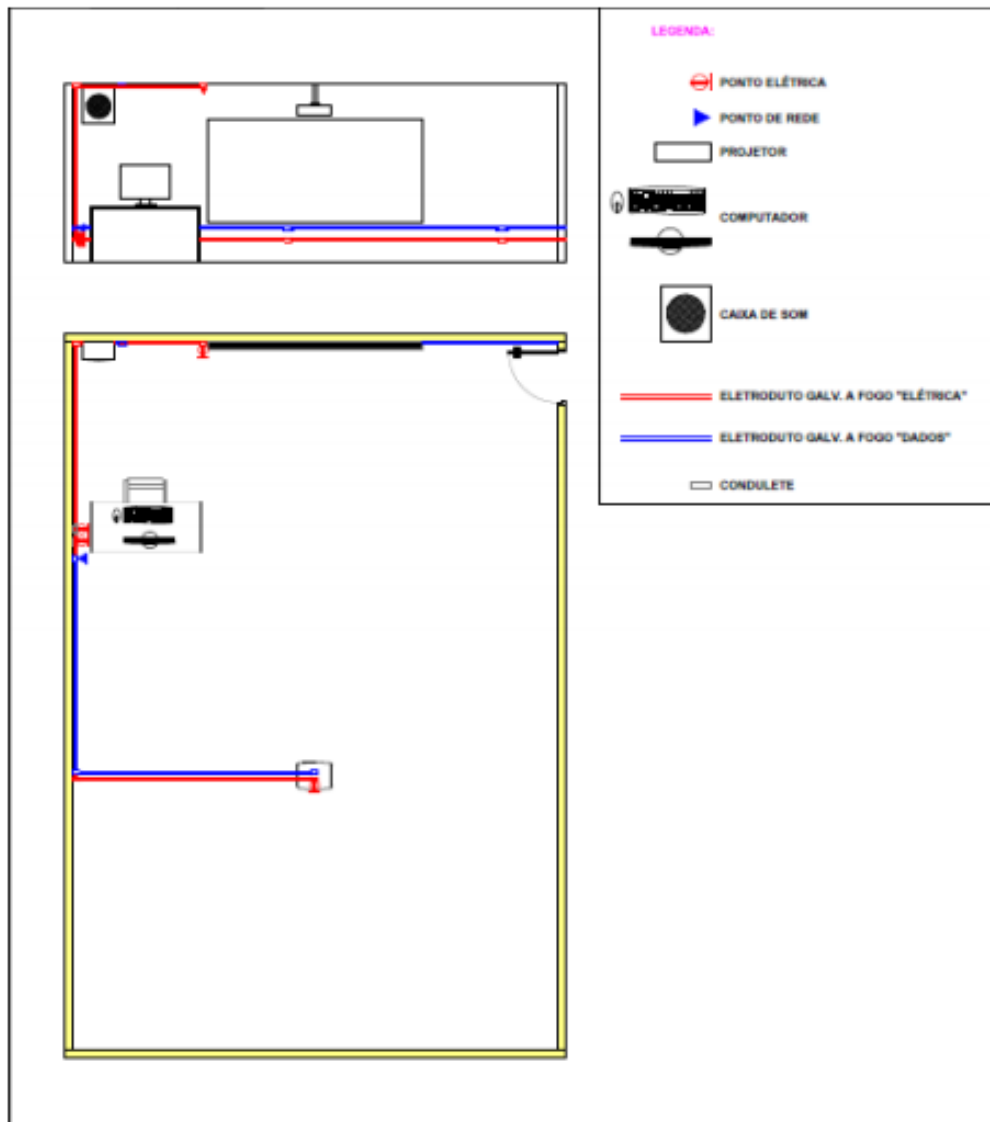 LEGENDA:
PONTO ELÉTRICA
PONTO DE REDE
PROJETOR
COMPUTADOR
CAIXA DE SOM
ELETRODUTO GALV. A FOGO "ELÉTRICA"
ELETRODUTO GALV. A FOGO "DADOS"
CONDULETE